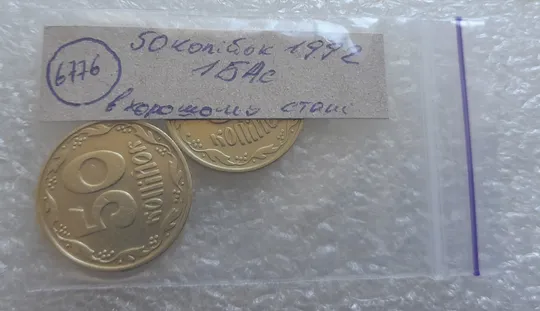 6776
50 копійок 1992
1БАс
в хорошому стані
50
КОПІЙОК
КОПІЙОК